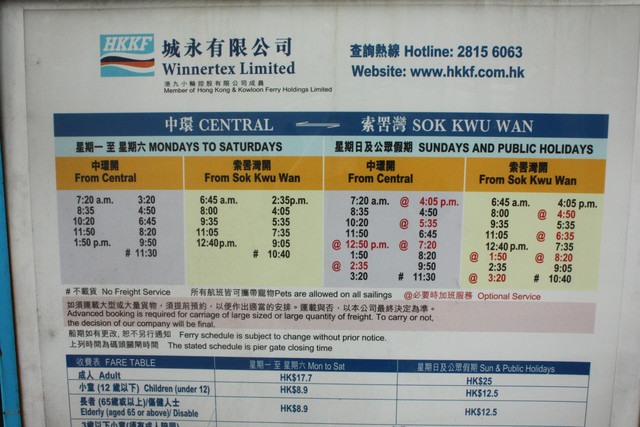 HKKF
城永有限公司
Winnertex Limited
港九小輪控股有限公司成員
Member of Hong Kong & Kowloon Ferry Holdings Limited
查詢熱線 Hotline: 2815 6063
Website: www.hkkf.com.hk
中環 CENTRAL 索罟灣 SOK KWU WAN
星期一 至 星期六 MONDAYS TO SATURDAYS 星期日及公眾假期 SUNDAYS AND PUBLIC HOLIDAYS
中環開 索罟灣開 中環開 索罟灣開
From Central From Sok Kwu Wan From Central From Sok Kwu Wan
7:20 a.m. 3:20 6:45 a.m. 2:35p.m. 7:20 a.m. @ 4:05 p.m. 6:45 a.m. 4:05 p.m.
8:35 4:50 8:00 4:05 8:35 4:50 8:00 @ 4:50
10:20 6:45 9:35 5:35 10:20 @ 5:35 9:35 5:35
11:50 8:20 11:05 7:35 11:50 6:45 11:05 @ 6:35
1:50 p.m. 9:50 12:40p.m. 9:05 @ 12:50 p.m. @ 7:20 12:40 p.m. 7:35
# 11:30 # 10:40 1:50 8:20 @ 1:50 @ 8:20
@ 2:35 9:50 2:35 9:05
3:20 # 11:30 @ 3:20 # 10:40
# 不載貨 No Freight Service 所有航班皆可攜帶寵物Pets are allowed on all sailings @必要時加班服務 Optional Service
如須運載大型或大量貨物，須提前預約，以便作出適當的安排。運載與否，以本公司最終決定為準。
Advanced booking is required for carriage of large sized or large quantity of freight. To carry or not,
the decision of our company will be final.
船期如有更改，恕不另行通知 Ferry schedule is subject to change without prior notice.
上列時間為碼頭關閘時間 The stated schedule is pier gate closing time
收費表 FARE TABLE 星期一 至 星期六 Mon to Sat 星期日及公眾假期 Sun & Public Holidays
成人 Adult HK$17.7 HK$25
小童 (12 歲以下) Children (under 12) HK$8.9 HK$12.5
長者 (65歲或以上)/傷健人士
Elderly (aged 65 or above)/ Disable HK$8.9 HK$12.5
3歲以下小童